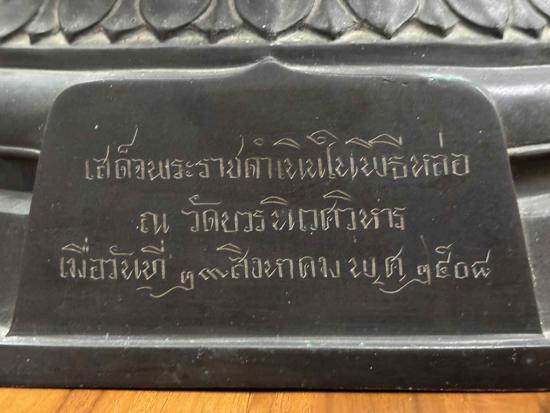 เสด็จพระราชดำเนินในพิธีหล่อ
ณ วัดบวรนิเวศวิหาร
เมื่อวันที่ ๒๙ สิงหาคม พ.ศ. ๒๕๐๘